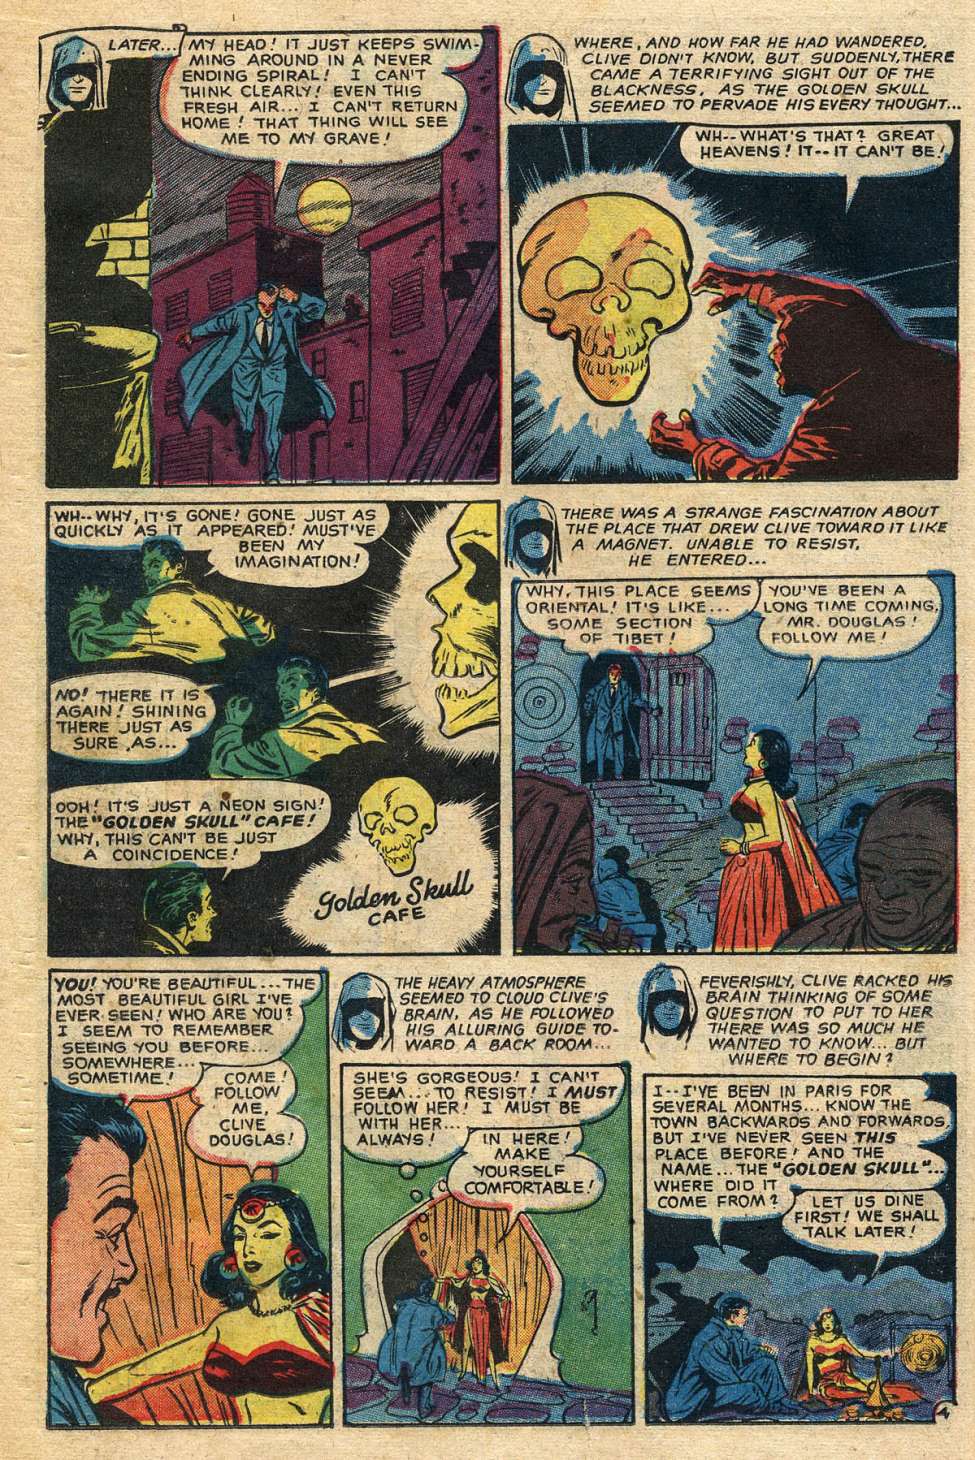 LATER...
MY HEAD! IT JUST KEEPS SWIM-
MING AROUND IN A NEVER
ENDING SPIRAL! I CAN'T
THINK CLEARLY! EVEN THIS
FRESH AIR... I CAN'T RETURN
HOME! THAT THING WILL SEE
ME TO MY GRAVE!
WHERE, AND HOW FAR HE HAD WANDERED,
CLIVE DIDN'T KNOW, BUT SUDDENLY, THERE
CAME A TERRIFYING SIGHT OUT OF THE
BLACKNESS, AS THE GOLDEN SKULL
SEEMED TO PERVADE HIS EVERY THOUGHT...
WH-- WHAT'S THAT? GREAT
HEAVENS! IT-- IT CAN'T BE!
WH-- WHY, IT'S GONE! GONE JUST AS
QUICKLY AS IT APPEARED! MUST'VE
BEEN MY
IMAGINATION!
NO! THERE IT IS
AGAIN! SHINING
THERE JUST AS
SURE AS...
OOH! IT'S JUST A NEON SIGN!
THE "GOLDEN SKULL" CAFE!
WHY, THIS CAN'T BE JUST
A COINCIDENCE!
Golden Skull
CAFE
THERE WAS A STRANGE FASCINATION ABOUT
THE PLACE THAT DREW CLIVE TOWARD IT LIKE
A MAGNET. UNABLE TO RESIST,
HE ENTERED...
WHY, THIS PLACE SEEMS
ORIENTAL! IT'S LIKE...
SOME SECTION
OF TIBET!
YOU'VE BEEN A
LONG TIME COMING,
MR. DOUGLAS!
FOLLOW ME!
YOU! YOU'RE BEAUTIFUL...THE
MOST BEAUTIFUL GIRL I'VE
EVER SEEN! WHO ARE YOU?
I SEEM TO REMEMBER
SEEING YOU BEFORE...
SOMEWHERE...
SOMETIME!
COME!
FOLLOW
ME,
CLIVE
DOUGLAS!
THE HEAVY ATMOSPHERE
SEEMED TO CLOUD CLIVE'S
BRAIN, AS HE FOLLOWED
HIS ALLURING GUIDE TO-
WARD A BACK ROOM...
SHE'S GORGEOUS! I CAN'T
SEEM...TO RESIST! I MUST
FOLLOW HER! I MUST BE
WITH HER...
ALWAYS!
IN HERE!
MAKE
YOURSELF
COMFORTABLE!
FEVERISHLY, CLIVE RACKED HIS
BRAIN THINKING OF SOME
QUESTION TO PUT TO HER
THERE WAS SO MUCH HE
WANTED TO KNOW... BUT
WHERE TO BEGIN?
I--I'VE BEEN IN PARIS FOR
SEVERAL MONTHS... KNOW THE
TOWN BACKWARDS AND FORWARDS
BUT I'VE NEVER SEEN THIS
PLACE BEFORE! AND THE
NAME...THE "GOLDEN SKULL"...
WHERE DID IT
COME FROM?
LET US DINE
FIRST! WE SHALL
TALK LATER!
4